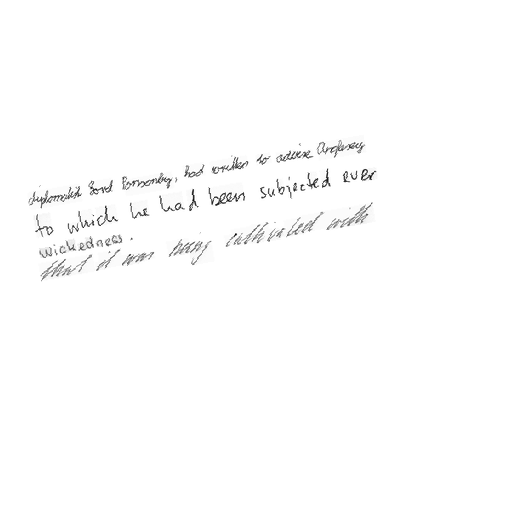 diplomatist Lord Ponsonby, had written to advise Anglesey
to which he had been subjected ever
wickedness.
that it was being cultivated with